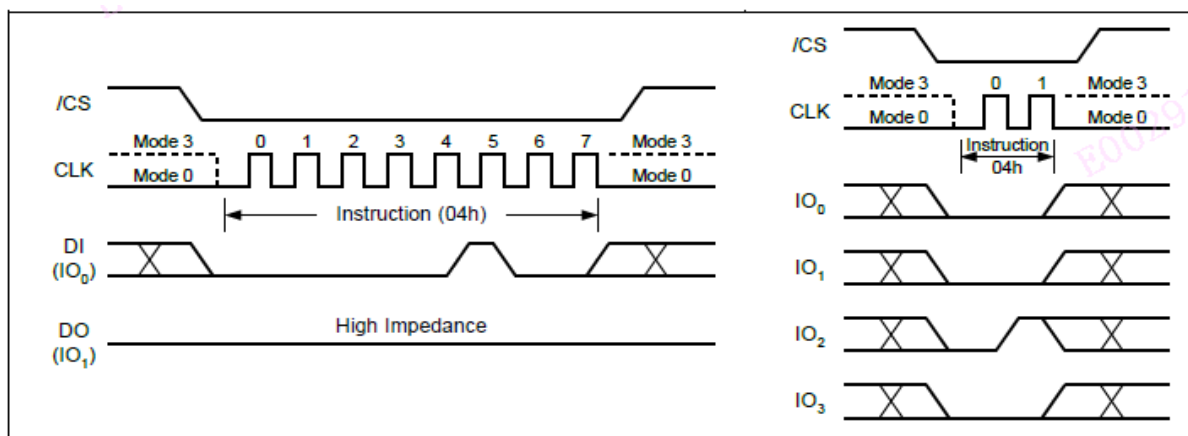 /CS
Mode 3 0 1 2 3 4 5 6 7 Mode 3
CLK
Mode 0 Mode 0
Instruction (04h)
DI
(IO0)
High Impedance
DO
(IO1)
/CS
Mode 3 0 1 Mode 3
CLK
Mode 0 Mode 0
Instruction
04h
IO0
IO1
IO2
IO3